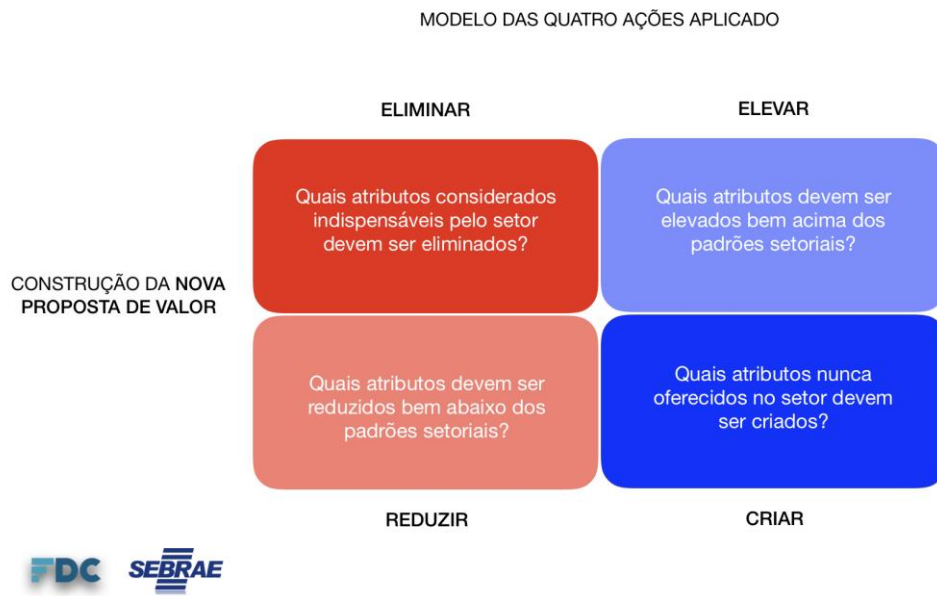 MODELO DAS QUATRO AÇÕES APLICADO
ELIMINAR
ELEVAR
Quais atributos considerados
indispensáveis pelo setor
devem ser eliminados?
Quais atributos devem ser
elevados bem acima dos
padrões setoriais?
CONSTRUÇÃO DA NOVA
PROPOSTA DE VALOR
Quais atributos devem ser
reduzidos bem abaixo dos
padrões setoriais?
Quais atributos nunca
oferecidos no setor devem
ser criados?
REDUZIR
CRIAR
FDC
SEBRAE